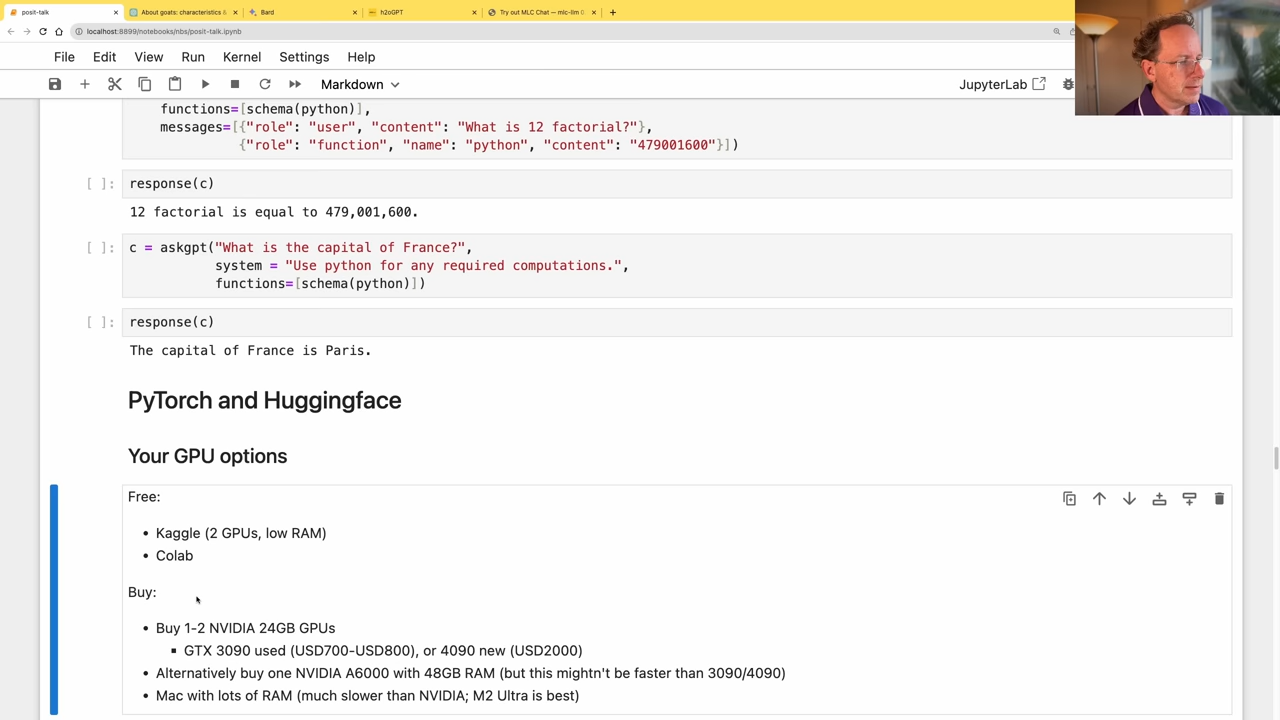 posit-talk
About goats: characteristics &
Bard
h2oGPT
Try out MLC Chat — mlc-llm 0
localhost:8899/notebooks/nbs/posit-talk.ipynb
File Edit View Run Kernel Settings Help
Markdown
JupyterLab
functions=[schema(python)],
messages=[{"role": "user", "content": "What is 12 factorial?"},
{"role": "function", "name": "python", "content": "479001600"}])
[ ]: response(c)
12 factorial is equal to 479,001,600.
[ ]: c = askgpt("What is the capital of France?",
system = "Use python for any required computations.",
functions=[schema(python)])
[ ]: response(c)
The capital of France is Paris.
PyTorch and Huggingface
Your GPU options
Free:
• Kaggle (2 GPUs, low RAM)
• Colab
Buy:
• Buy 1-2 NVIDIA 24GB GPUs
▪ GTX 3090 used (USD700-USD800), or 4090 new (USD2000)
• Alternatively buy one NVIDIA A6000 with 48GB RAM (but this mightn't be faster than 3090/4090)
• Mac with lots of RAM (much slower than NVIDIA; M2 Ultra is best)